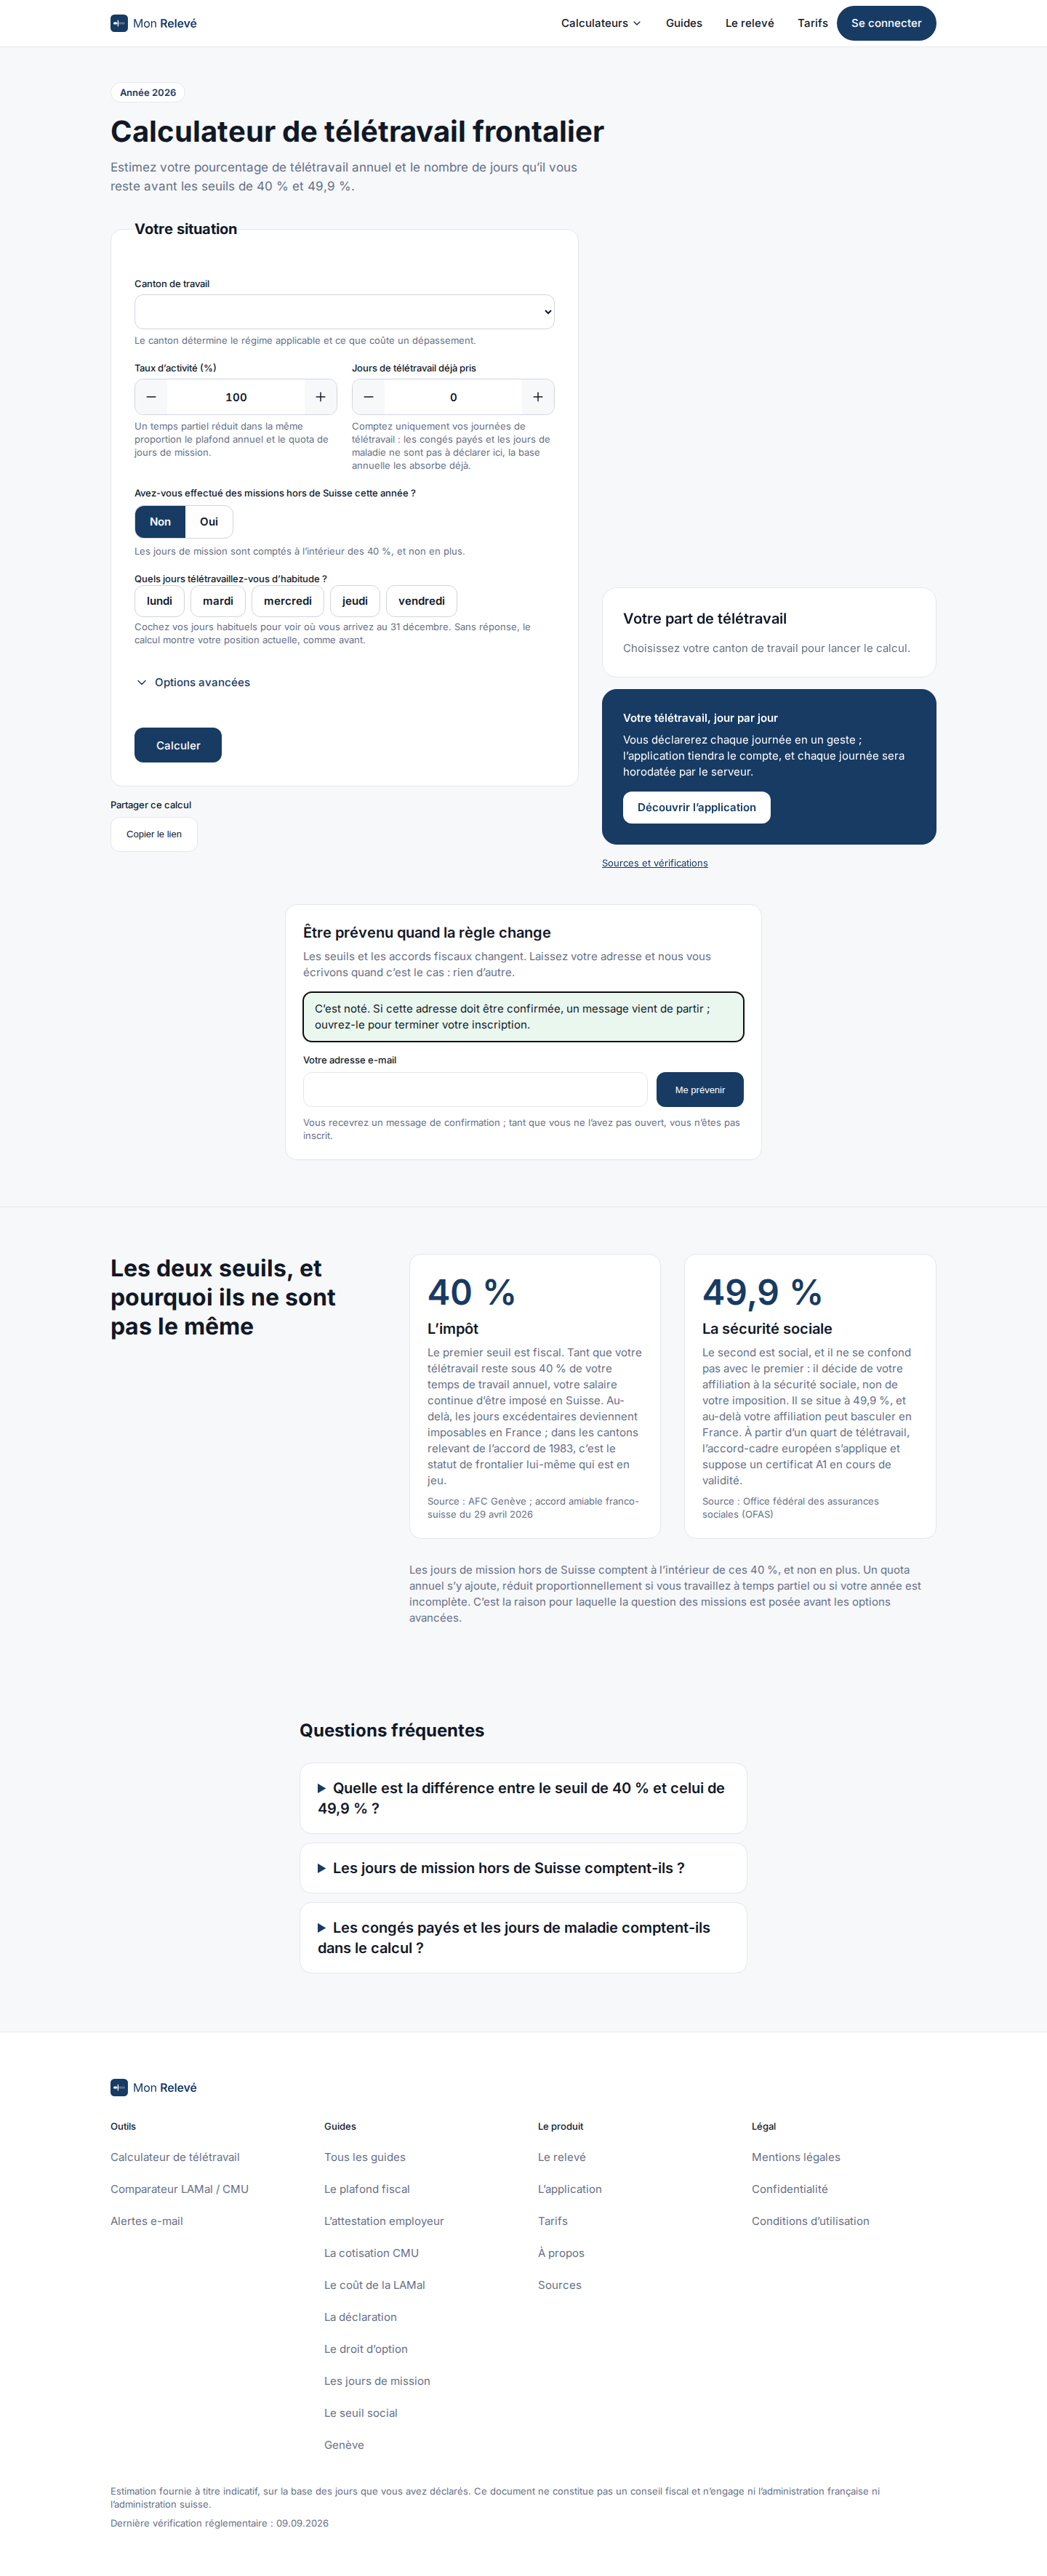 Mon Relevé
Calculateurs
Guides
Le relevé
Tarifs
Se connecter
Année 2026
Calculateur de télétravail frontalier
Estimez votre pourcentage de télétravail annuel et le nombre de jours qu’il vous
reste avant les seuils de 40 % et 49,9 %.
Votre situation
Canton de travail
Le canton détermine le régime applicable et ce que coûte un dépassement.
Taux d’activité (%)
− 100 +
Un temps partiel réduit dans la même
proportion le plafond annuel et le quota de
jours de mission.
Jours de télétravail déjà pris
− 0 +
Comptez uniquement vos journées de
télétravail : les congés payés et les jours de
maladie ne sont pas à déclarer ici, la base
annuelle les absorbe déjà.
Avez-vous effectué des missions hors de Suisse cette année ?
Non
Oui
Les jours de mission sont comptés à l’intérieur des 40 %, et non en plus.
Quels jours télétravaillez-vous d’habitude ?
lundi
mardi
mercredi
jeudi
vendredi
Cochez vos jours habituels pour voir où vous arrivez au 31 décembre. Sans réponse, le
calcul montre votre position actuelle, comme avant.
Options avancées
Calculer
Partager ce calcul
Copier le lien
Votre part de télétravail
Choisissez votre canton de travail pour lancer le calcul.
Votre télétravail, jour par jour
Vous déclarerez chaque journée en un geste ;
l’application tiendra le compte, et chaque journée sera
horodatée par le serveur.
Découvrir l’application
Sources et vérifications
Être prévenu quand la règle change
Les seuils et les accords fiscaux changent. Laissez votre adresse et nous vous
écrivons quand c’est le cas : rien d’autre.
C’est noté. Si cette adresse doit être confirmée, un message vient de partir ;
ouvrez-le pour terminer votre inscription.
Votre adresse e-mail
Me prévenir
Vous recevrez un message de confirmation ; tant que vous ne l’avez pas ouvert, vous n’êtes pas
inscrit.
Les deux seuils, et
pourquoi ils ne sont
pas le même
40 %
L’impôt
Le premier seuil est fiscal. Tant que votre
télétravail reste sous 40 % de votre
temps de travail annuel, votre salaire
continue d’être imposé en Suisse. Au-
delà, les jours excédentaires deviennent
imposables en France ; dans les cantons
relevant de l’accord de 1983, c’est le
statut de frontalier lui-même qui est en
jeu.
Source : AFC Genève ; accord amiable franco-
suisse du 29 avril 2026
49,9 %
La sécurité sociale
Le second est social, et il ne se confond
pas avec le premier : il décide de votre
affiliation à la sécurité sociale, non de
votre imposition. Il se situe à 49,9 %, et
au-delà votre affiliation peut basculer en
France. À partir d’un quart de télétravail,
l’accord-cadre européen s’applique et
suppose un certificat A1 en cours de
validité.
Source : Office fédéral des assurances
sociales (OFAS)
Les jours de mission hors de Suisse comptent à l’intérieur de ces 40 %, et non en plus. Un quota
annuel s’y ajoute, réduit proportionnellement si vous travaillez à temps partiel ou si votre année est
incomplète. C’est la raison pour laquelle la question des missions est posée avant les options
avancées.
Questions fréquentes
Quelle est la différence entre le seuil de 40 % et celui de
49,9 % ?
Les jours de mission hors de Suisse comptent-ils ?
Les congés payés et les jours de maladie comptent-ils
dans le calcul ?
Mon Relevé
Outils
Calculateur de télétravail
Comparateur LAMal / CMU
Alertes e-mail
Guides
Tous les guides
Le plafond fiscal
L’attestation employeur
La cotisation CMU
Le coût de la LAMal
La déclaration
Le droit d’option
Les jours de mission
Le seuil social
Genève
Le produit
Le relevé
L’application
Tarifs
À propos
Sources
Légal
Mentions légales
Confidentialité
Conditions d’utilisation
Estimation fournie à titre indicatif, sur la base des jours que vous avez déclarés. Ce document ne constitue pas un conseil fiscal et n’engage ni l’administration française ni
l’administration suisse.
Dernière vérification réglementaire : 09.09.2026